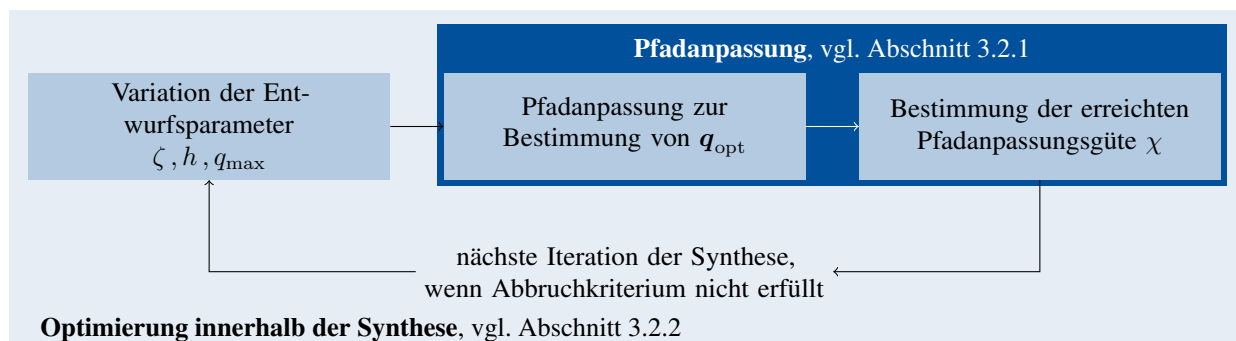 Pfadanpassung, vgl. Abschnitt 3.2.1
Variation der Ent-
wurfsparameter
ζ , h , q_max
Pfadanpassung zur
Bestimmung von q_opt
Bestimmung der erreichten
Pfadanpassungsgüte χ
nächste Iteration der Synthese,
wenn Abbruchkriterium nicht erfüllt
Optimierung innerhalb der Synthese, vgl. Abschnitt 3.2.2